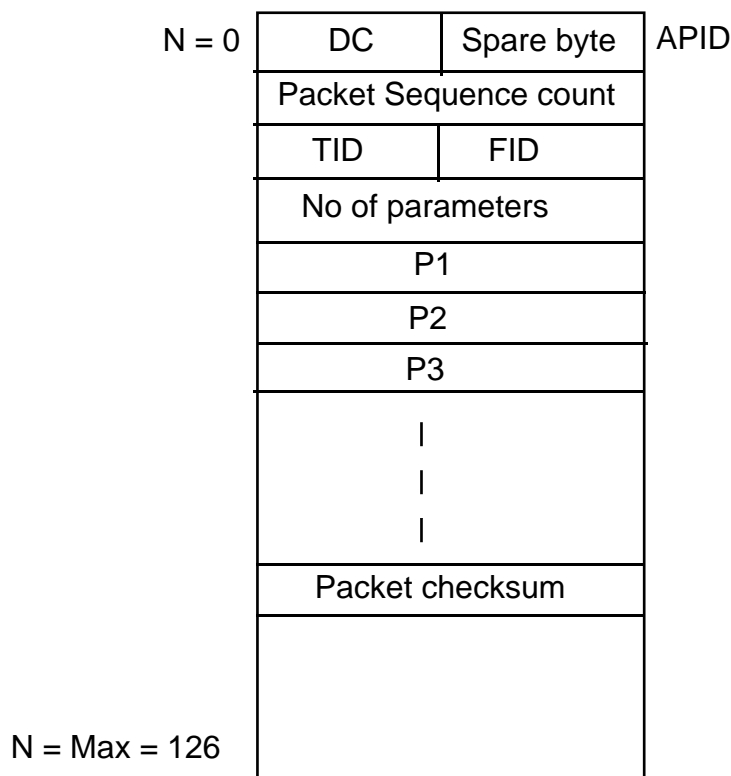 N = 0 DC Spare byte APID
Packet Sequence count
TID FID
No of parameters
P1
P2
P3
Packet checksum
N = Max = 126